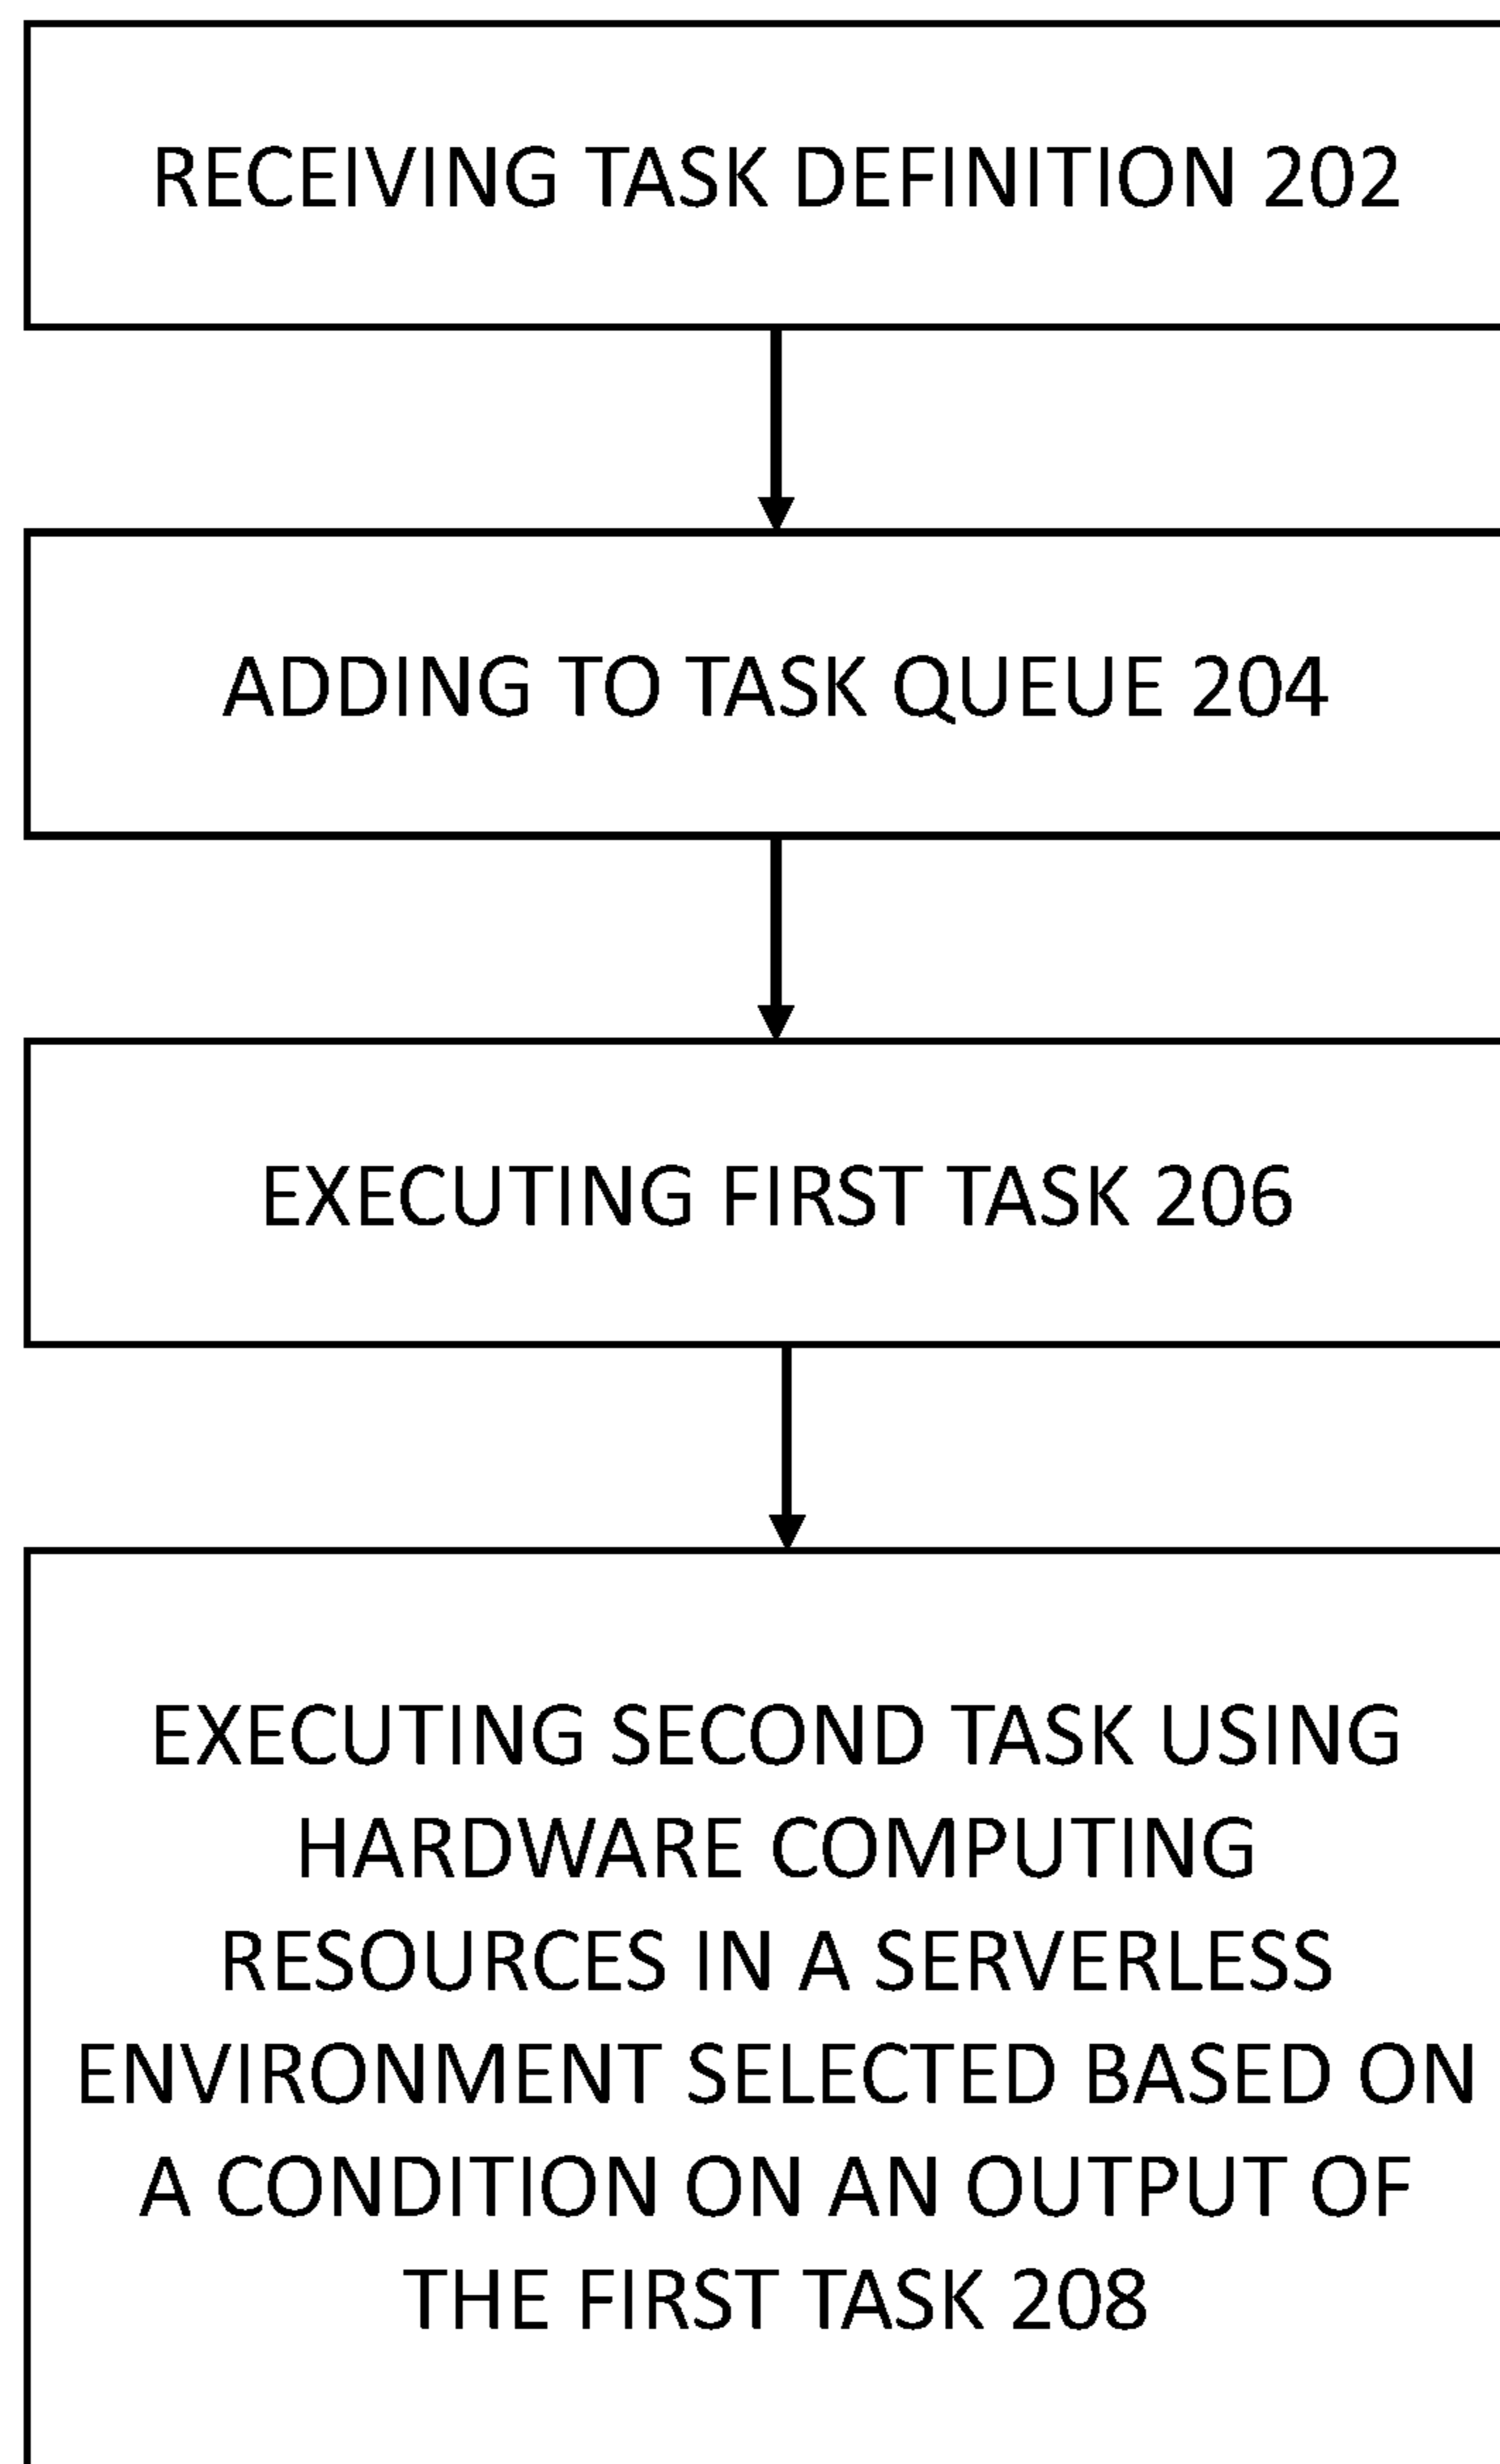 RECEIVING TASK DEFINITION 202
ADDING TO TASK QUEUE 204
EXECUTING FIRST TASK 206
EXECUTING SECOND TASK USING
HARDWARE COMPUTING
RESOURCES IN A SERVERLESS
ENVIRONMENT SELECTED BASED ON
A CONDITION ON AN OUTPUT OF
THE FIRST TASK 208